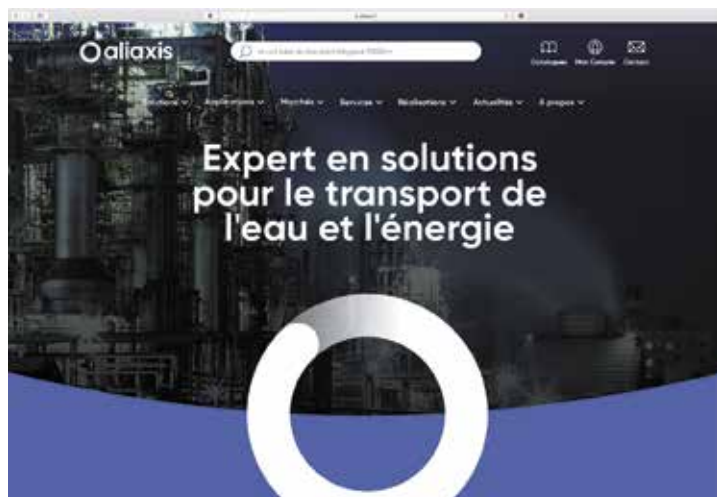 aliaxis
Catalogues Mon Compte Contact
Solutions Applications Marchés Services Réalisations Actualités À propos
Expert en solutions
pour le transport de
l'eau et l'énergie